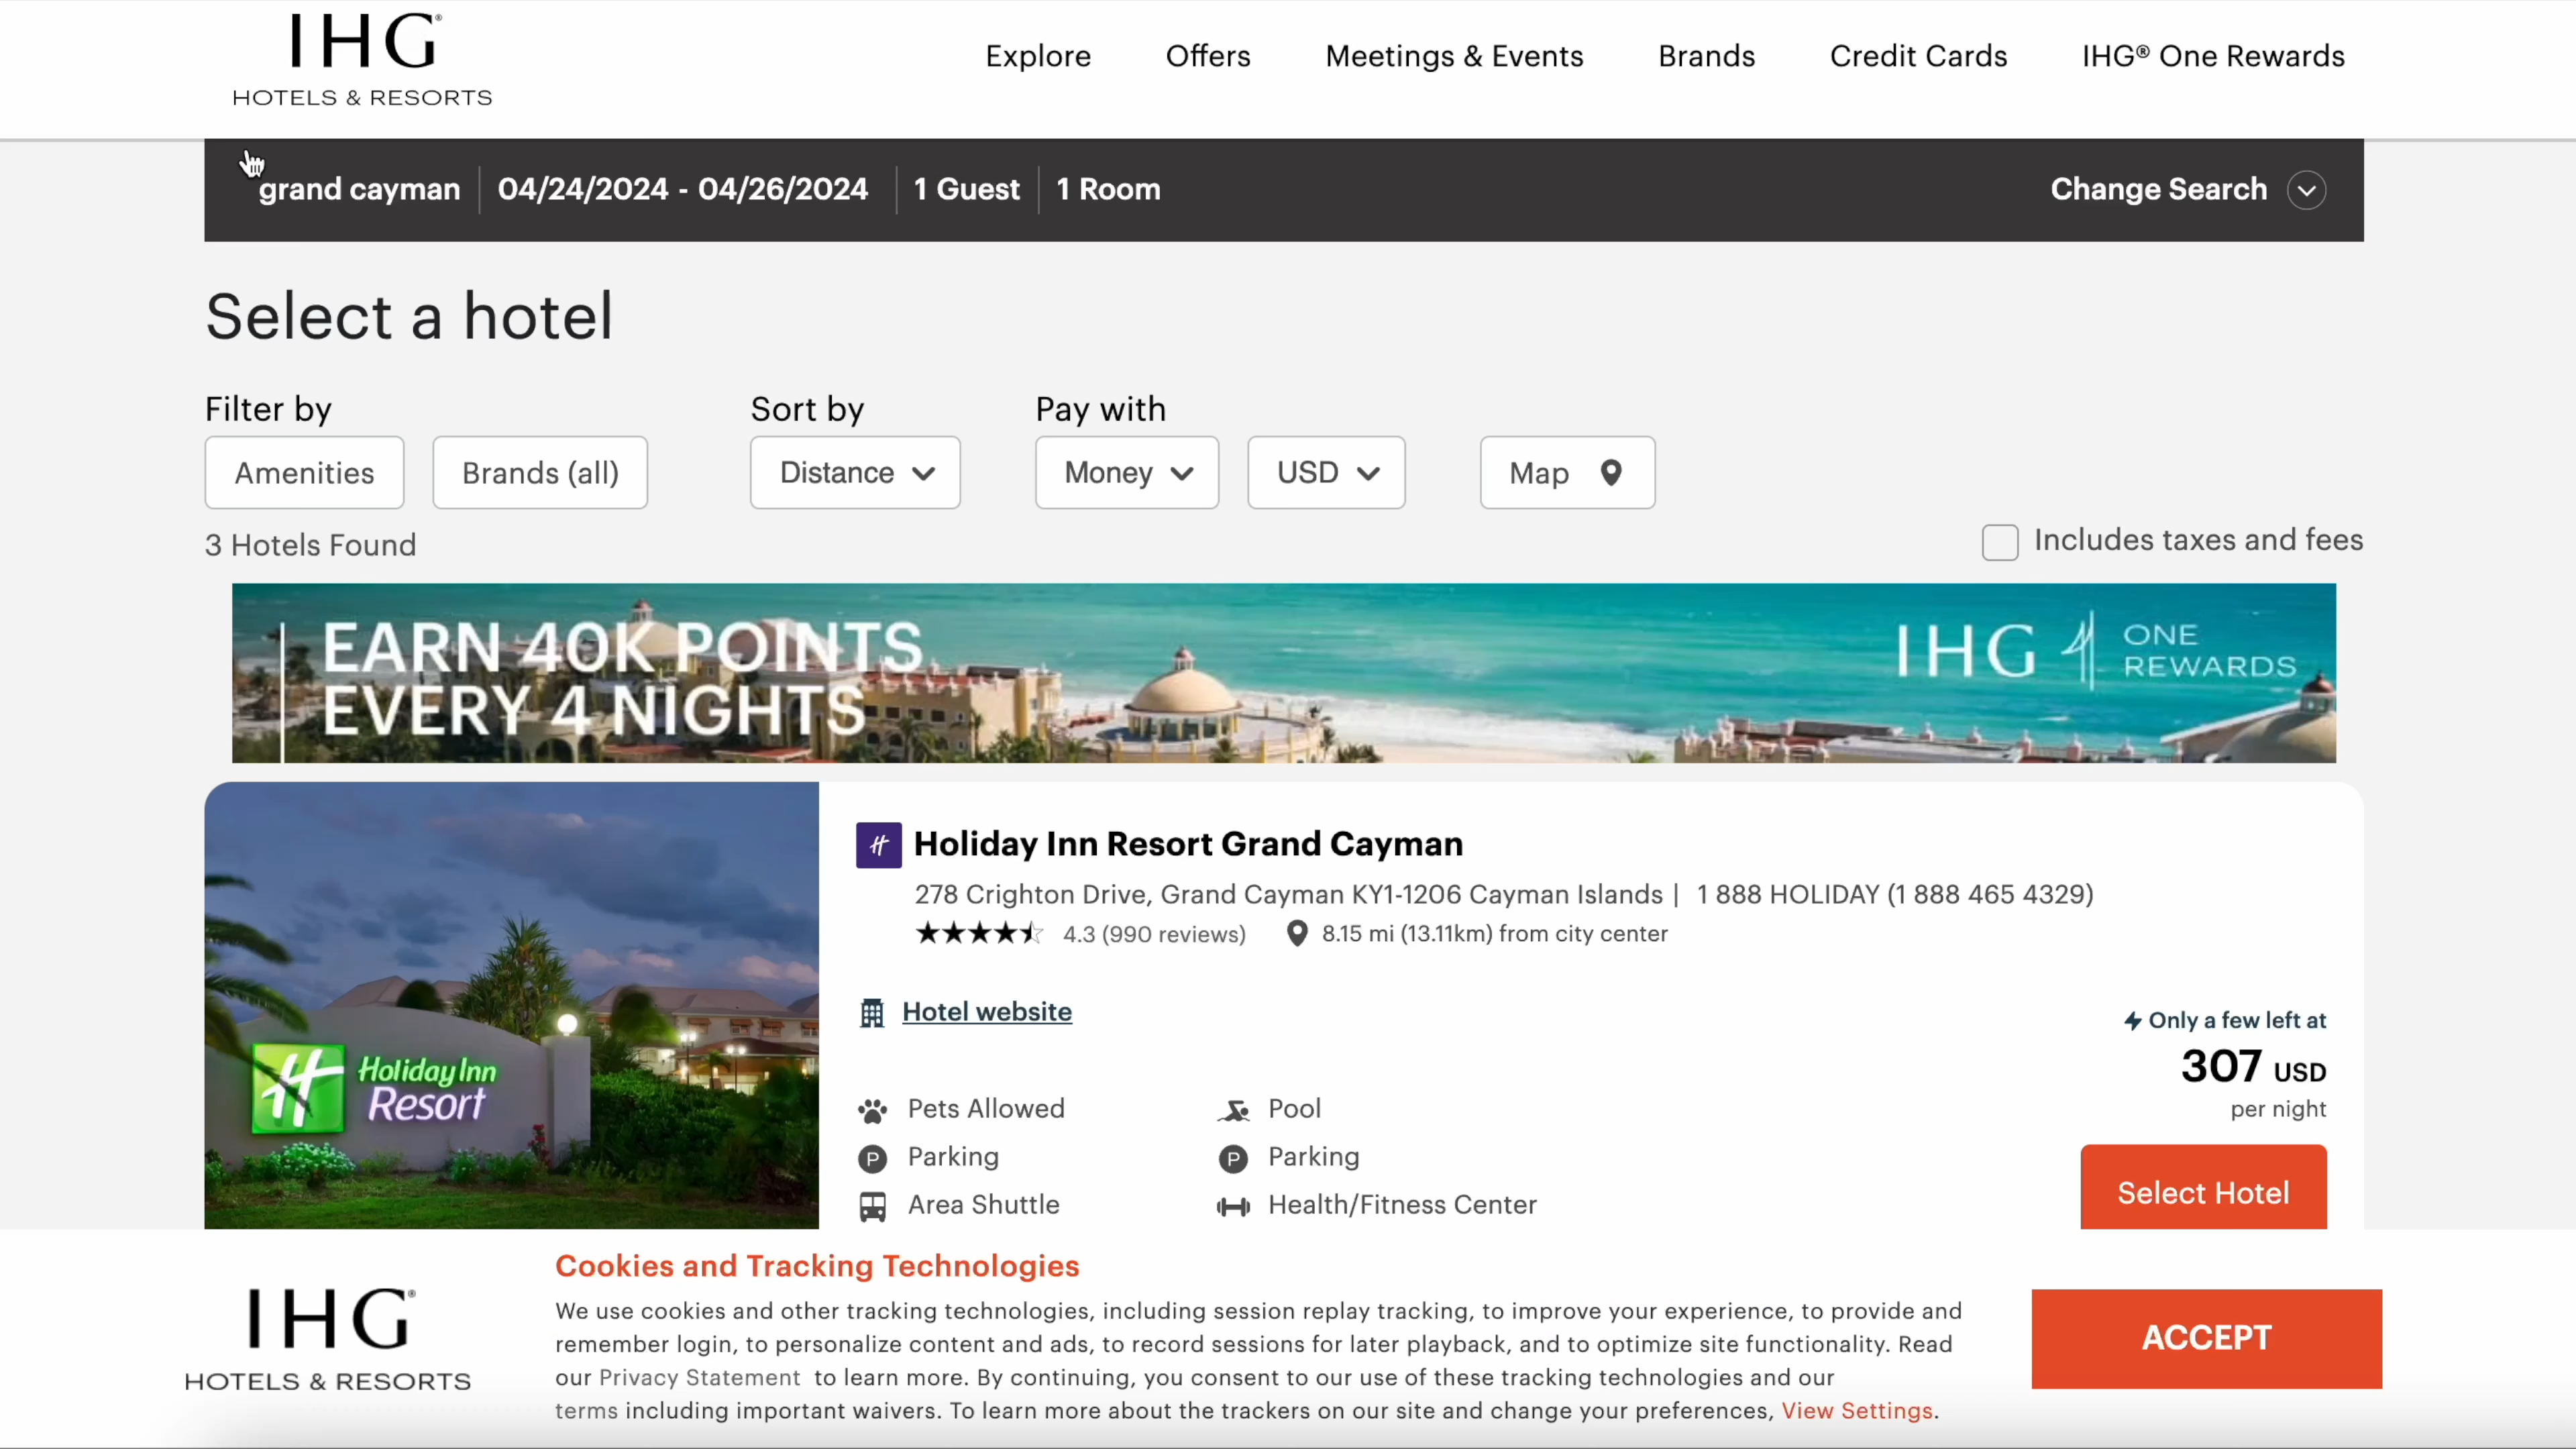 IHG®
HOTELS & RESORTS
Explore
Offers
Meetings & Events
Brands
Credit Cards
IHG® One Rewards
grand cayman
04/24/2024 - 04/26/2024
1 Guest
1 Room
Change Search
Select a hotel
Filter by
Sort by
Pay with
Amenities
Brands (all)
Distance
Money
USD
Map
3 Hotels Found
Includes taxes and fees
EARN 40K POINTS
EVERY 4 NIGHTS
IHG
ONE
REWARDS
Holiday Inn Resort Grand Cayman
278 Crighton Drive, Grand Cayman KY1-1206 Cayman Islands | 1 888 HOLIDAY (1 888 465 4329)
4.3 (990 reviews)
8.15 mi (13.11km) from city center
Hotel website
Only a few left at
307 USD
per night
Pets Allowed
Pool
P Parking
P Parking
Area Shuttle
Health/Fitness Center
Select Hotel
H
Holiday Inn
Resort
IHG®
HOTELS & RESORTS
Cookies and Tracking Technologies
We use cookies and other tracking technologies, including session replay tracking, to improve your experience, to provide and
remember login, to personalize content and ads, to record sessions for later playback, and to optimize site functionality. Read
our Privacy Statement to learn more. By continuing, you consent to our use of these tracking technologies and our
terms including important waivers. To learn more about the trackers on our site and change your preferences, View Settings.
ACCEPT